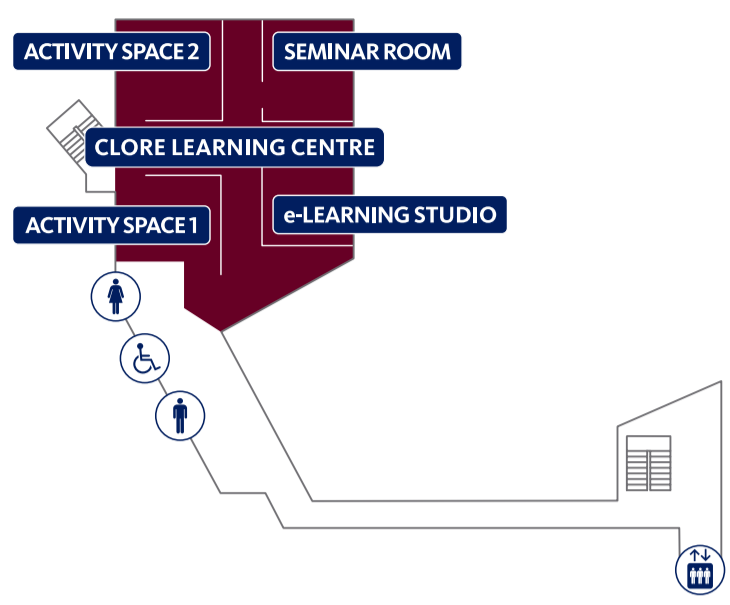 ACTIVITY SPACE 2
SEMINAR ROOM
CLORE LEARNING CENTRE
ACTIVITY SPACE 1
e-LEARNING STUDIO